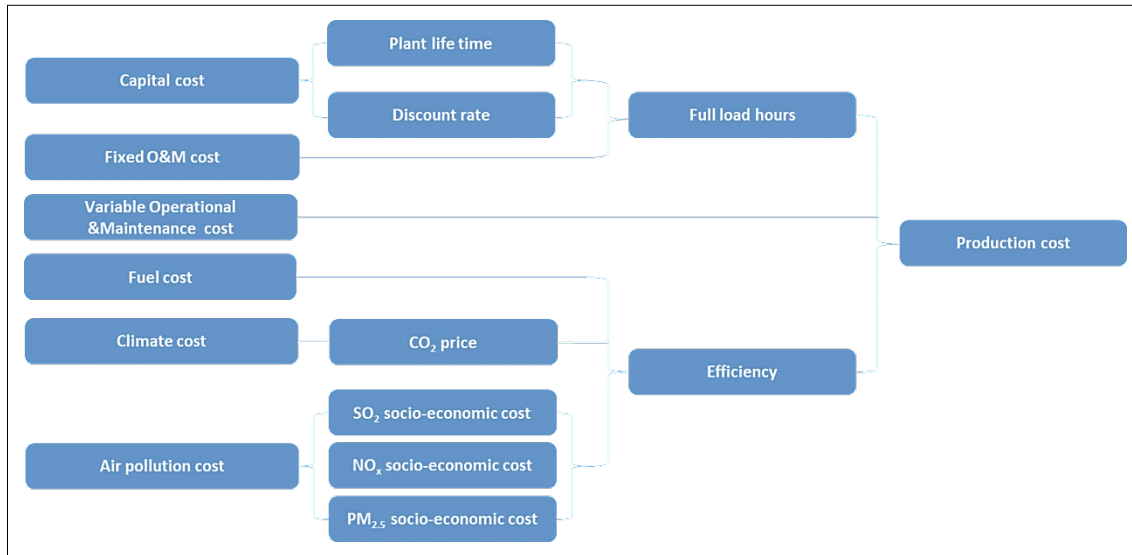 Plant life time
Capital cost
Discount rate
Full load hours
Fixed O&M cost
Variable Operational
&Maintenance cost
Production cost
Fuel cost
Climate cost
CO₂ price
Efficiency
SO₂ socio-economic cost
Air pollution cost
NOₓ socio-economic cost
PM₂.₅ socio-economic cost